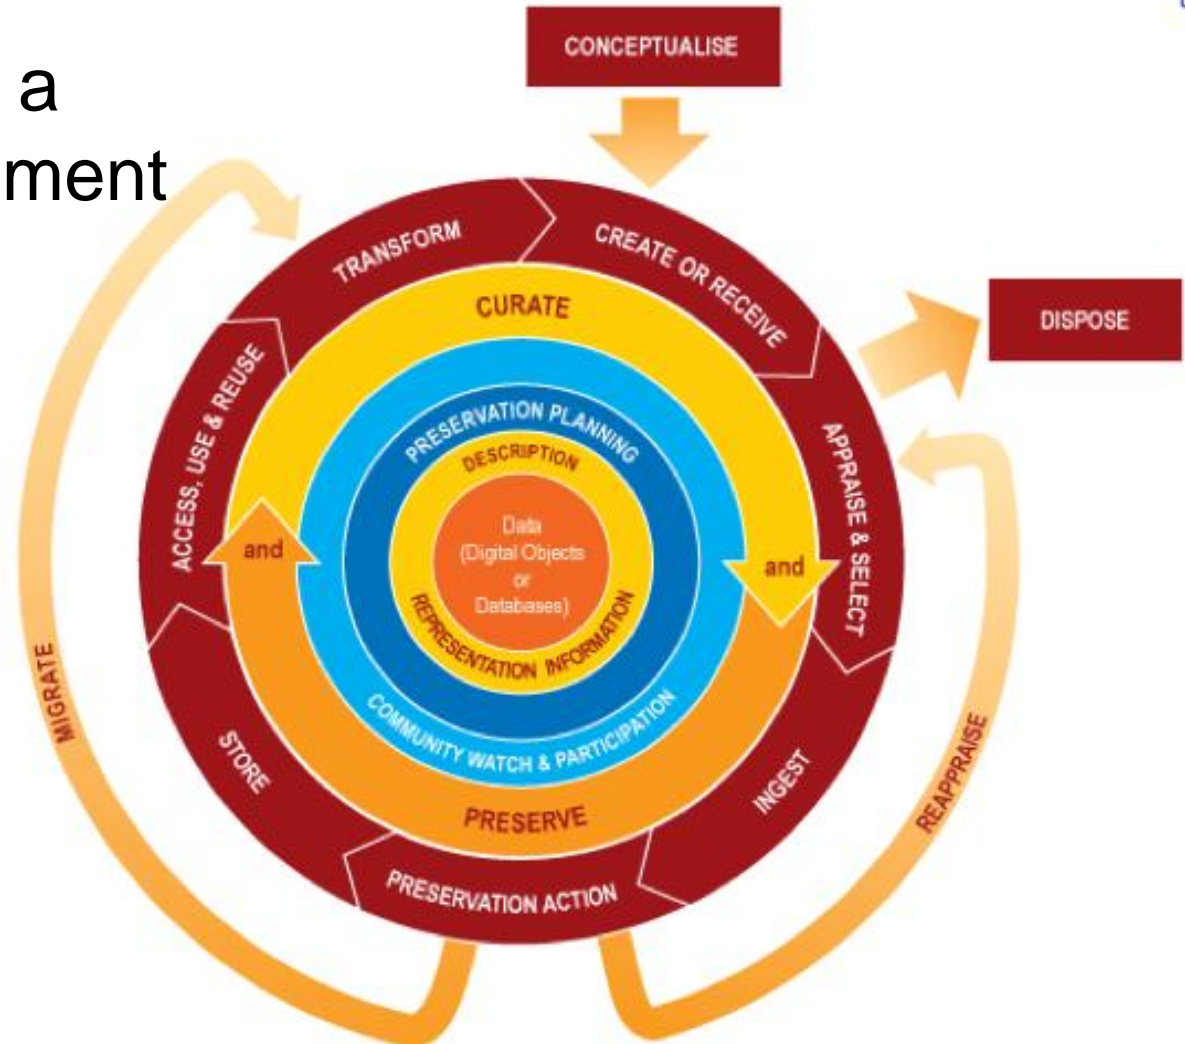 a
ment
CONCEPTUALISE
TRANSFORM
CREATE OR RECEIVE
DISPOSE
CURATE
ACCESS, USE & REUSE
APPRAISE & SELECT
PRESERVATION PLANNING
DESCRIPTION
Data
(Digital Objects
or
Databases)
and
and
REPRESENTATION INFORMATION
COMMUNITY WATCH & PARTICIPATION
MIGRATE
STORE
INGEST
REAPPRAISE
PRESERVE
PRESERVATION ACTION